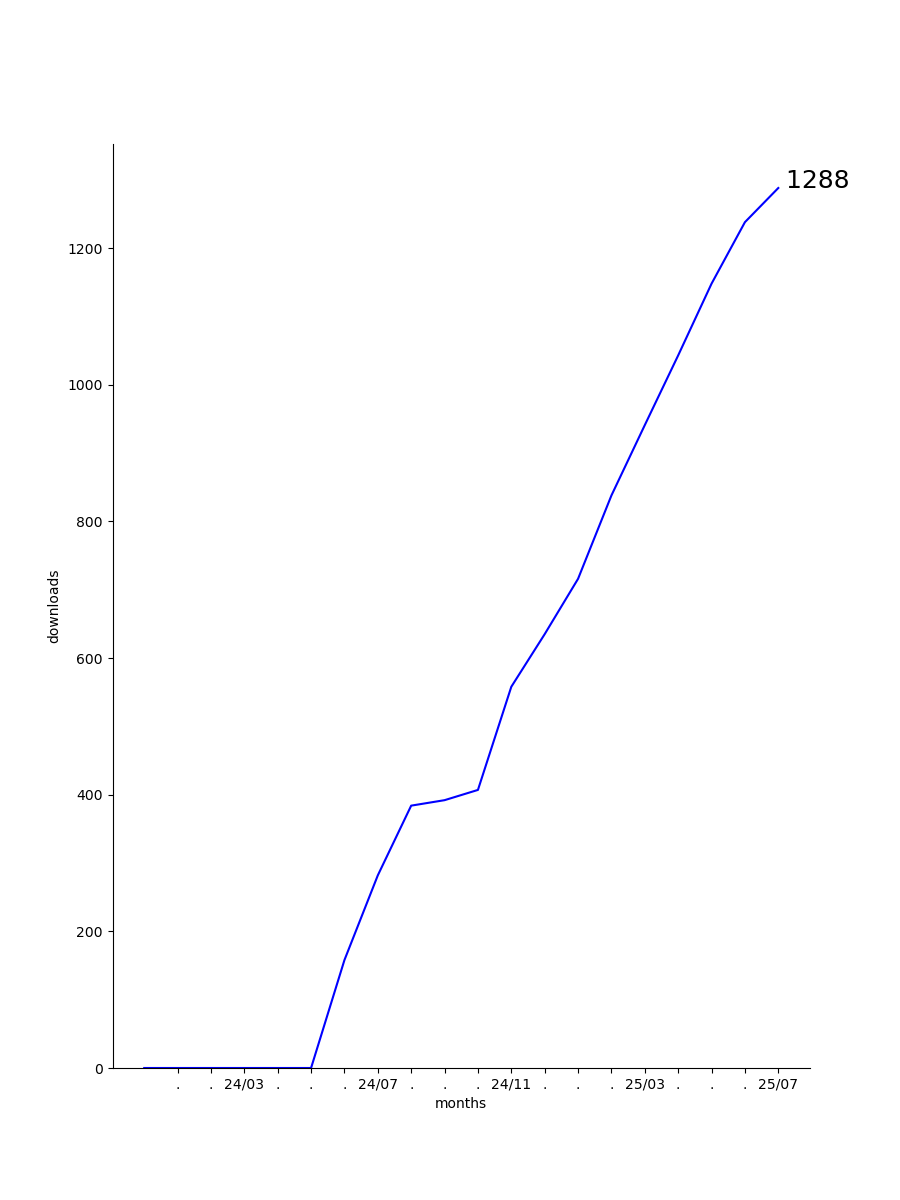 1288
1200
1000
800
600
400
200
0
downloads
. . 24/03 . . . 24/07 . . . 24/11 . . . 25/03 . . . 25/07
months